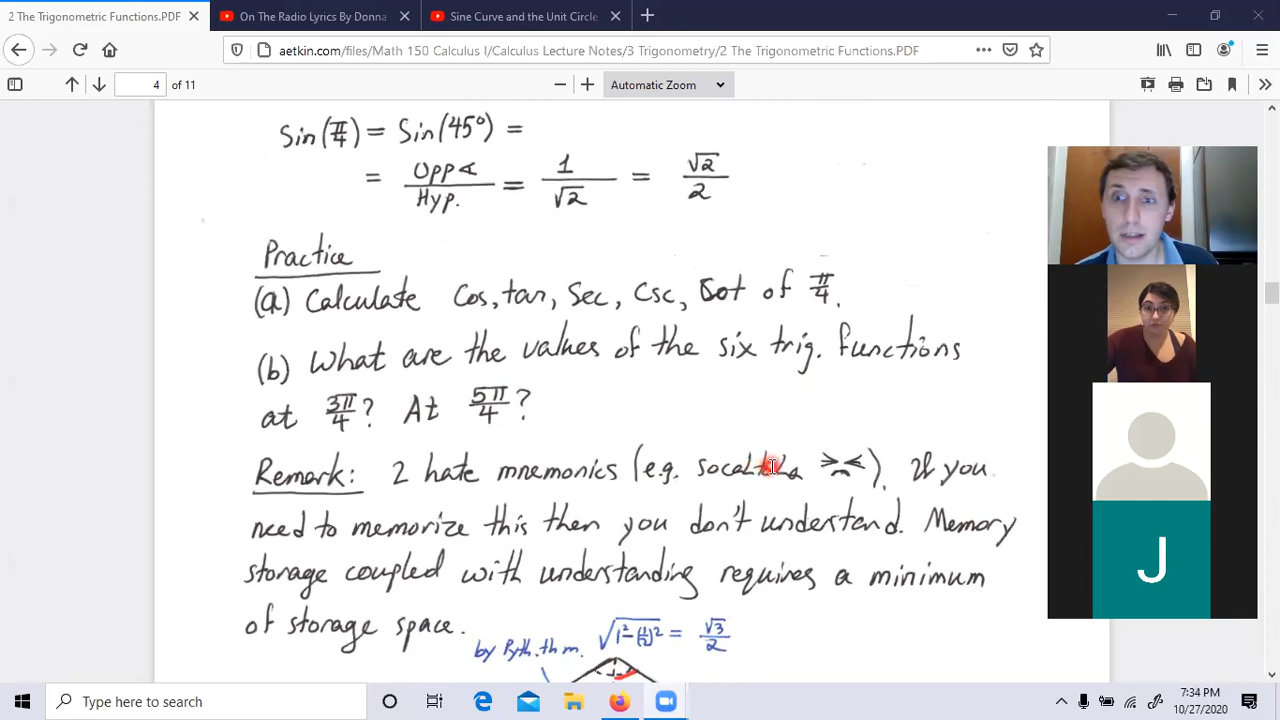 2 The Trigonometric Functions.PD
On The Radio Lyrics By Donna
Sine Curve and the Unit Circle
aetkin.com/files/Math 150 Calculus I/Calculus Lecture Notes/3 Trigonometry/2 The Trigonometric Functions.PDF
4 of 11
Automatic Zoom
Sin(π/4) = Sin(45°) =
= Opp∢/Hyp. = 1/√2 = √2/2
Practice
(a) Calculate Cos, tan, Sec, Csc, Cot of π/4.
(b) What are the values of the six trig. functions
at 3π/4? At 5π/4?
Remark: I hate mnemonics (e.g. >⌢<). If you
need to memorize this then you don't understand. Memory
storage coupled with understanding requires a minimum
of storage space.
by Pyth. thm. √(1²-(1/2)²) = √3/2
J
Type here to search
7:34 PM
10/27/2020